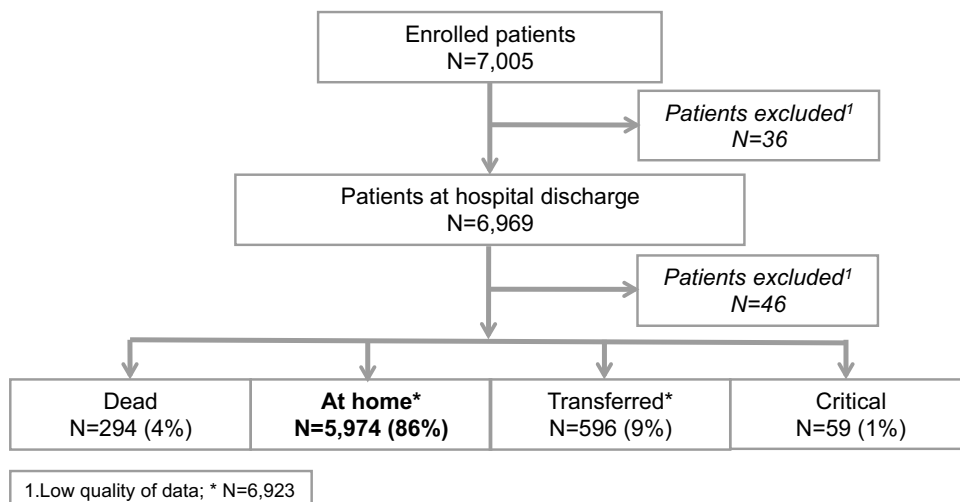 Enrolled patients
N=7,005
Patients excluded¹
N=36
Patients at hospital discharge
N=6,969
Patients excluded¹
N=46
Dead
N=294 (4%)
At home*
N=5,974 (86%)
Transferred*
N=596 (9%)
Critical
N=59 (1%)
1.Low quality of data; * N=6,923